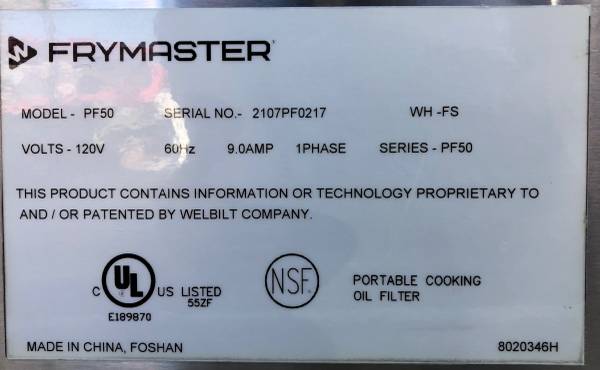 FRYMASTER
MODEL - PF50 SERIAL NO.- 2107PF0217 WH -FS
VOLTS - 120V 60Hz 9.0AMP 1PHASE SERIES - PF50
THIS PRODUCT CONTAINS INFORMATION OR TECHNOLOGY PROPRIETARY TO
AND / OR PATENTED BY WELBILT COMPANY.
C UL US LISTED
55ZF
E189870
NSF
PORTABLE COOKING
OIL FILTER
MADE IN CHINA, FOSHAN 8020346H